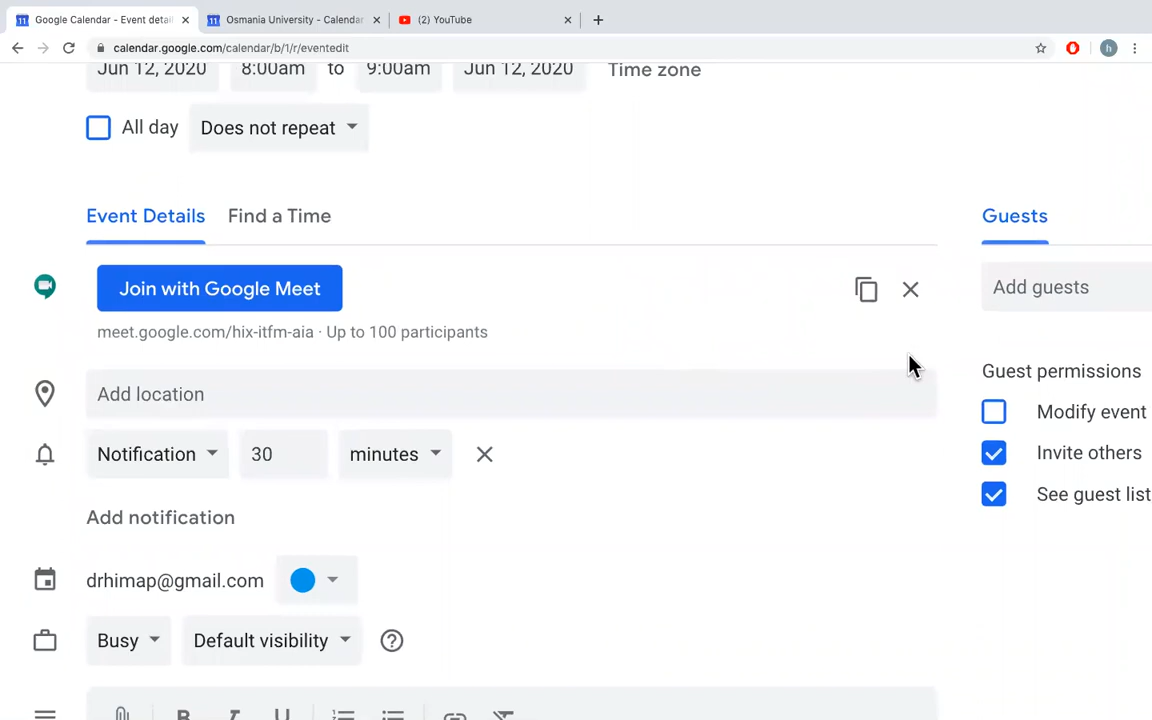 Google Calendar - Event detail
Osmania University - Calendar
(2) YouTube
calendar.google.com/calendar/b/1/r/eventedit
h
Jun 12, 2020 8:00am to 9:00am Jun 12, 2020 Time zone
All day Does not repeat
Event Details Find a Time Guests
Join with Google Meet
Add guests
meet.google.com/hix-itfm-aia · Up to 100 participants
Guest permissions
Add location
Modify event
Notification 30 minutes
Invite others
See guest list
Add notification
drhimap@gmail.com
Busy Default visibility
B I U